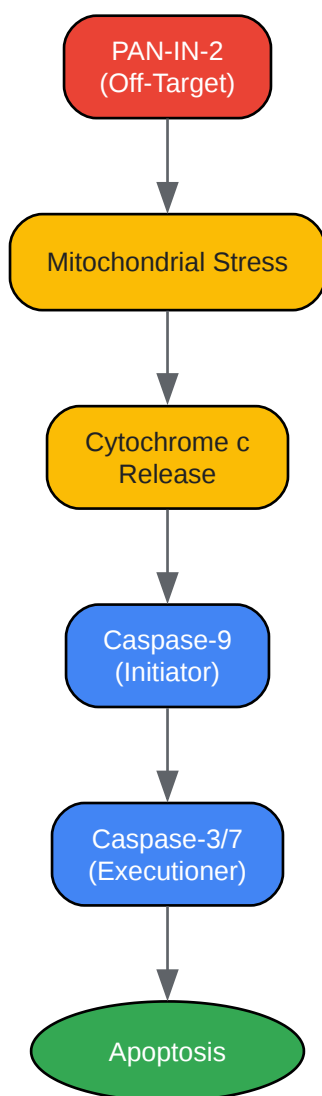 PAN-IN-2
(Off-Target)
Mitochondrial Stress
Cytochrome c
Release
Caspase-9
(Initiator)
Caspase-3/7
(Executioner)
Apoptosis